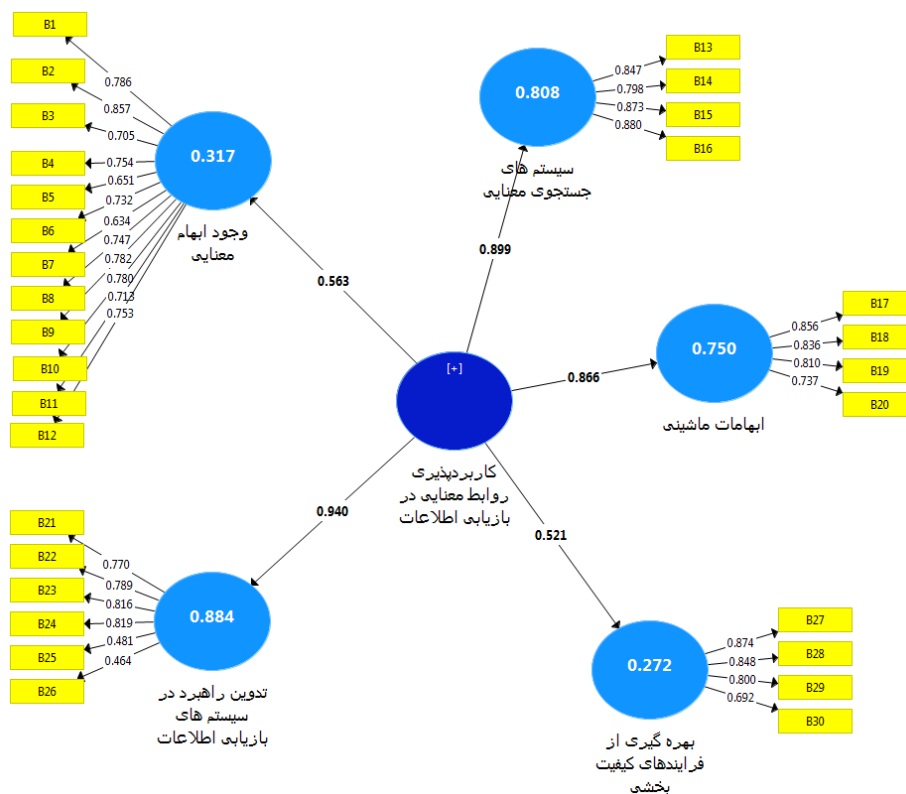 B1
B2
B3
B4
B5
B6
B7
B8
B9
B10
B11
B12
0.786
0.857
0.705
0.754
0.651
0.732
0.634
0.747
0.782
0.780
0.713
0.753
0.317
وجود ابهام
معنایی
0.563
B13
B14
B15
B16
0.847
0.798
0.873
0.880
0.808
سیستم های
جستجوی معنایی
0.899
B17
B18
B19
B20
0.856
0.836
0.810
0.737
0.750
ابهامات ماشینی
0.866
[+]
کاربردپذیری
روابط معنایی در
بازیابی اطلاعات
0.940
0.521
B21
B22
B23
B24
B25
B26
0.770
0.789
0.816
0.819
0.481
0.464
0.884
تدوین راهبرد در
سیستم های
بازیابی اطلاعات
B27
B28
B29
B30
0.874
0.848
0.800
0.692
0.272
بهره گیری از
فرایندهای کیفیت
بخشی